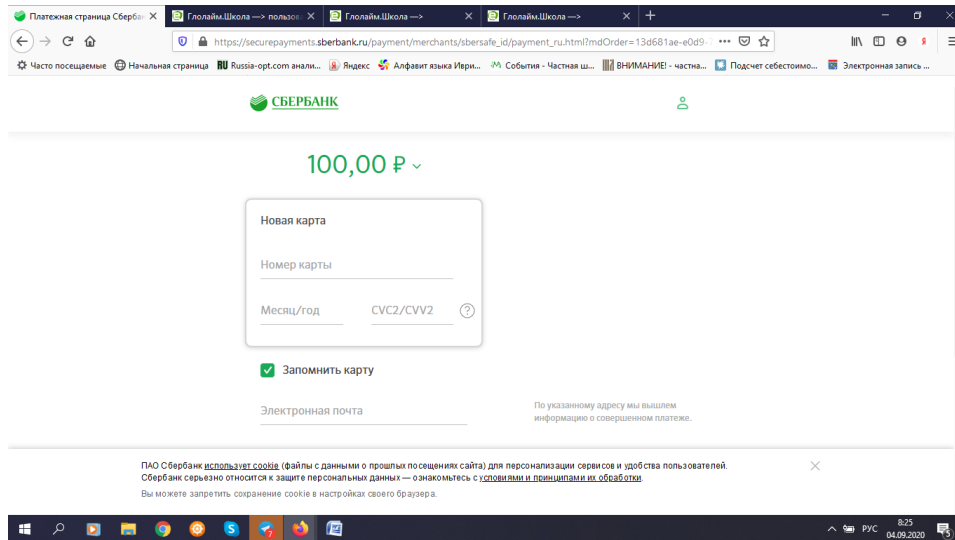 Платежная страница Сбербан
Глолайм.Школа —> пользов
Глолайм.Школа —>
Глолайм.Школа —>
https://securepayments.sberbank.ru/payment/merchants/sbersafe_id/payment_ru.html?mdOrder=13d681ae-e0d9-
Часто посещаемые
Начальная страница
RU Russia-opt.com анали...
Яндекс
Алфавит языка Иври...
События - Частная ш...
ВНИМАНИЕ! - частна...
Подсчет себестоимо...
Электронная запись ...
СБЕРБАНК
100,00 ₽
Новая карта
Номер карты
Месяц/год
CVC2/CVV2
?
Запомнить карту
Электронная почта
По указанному адресу мы вышлем
информацию о совершенном платеже.
ПАО Сбербанк использует cookie (файлы с данными о прошлых посещениях сайта) для персонализации сервисов и удобства пользователей.
Сбербанк серьезно относится к защите персональных данных — ознакомьтесь с условиями и принципами их обработки.
Вы можете запретить сохранение cookie в настройках своего браузера.
7
РУС
8:25
04.09.2020
5